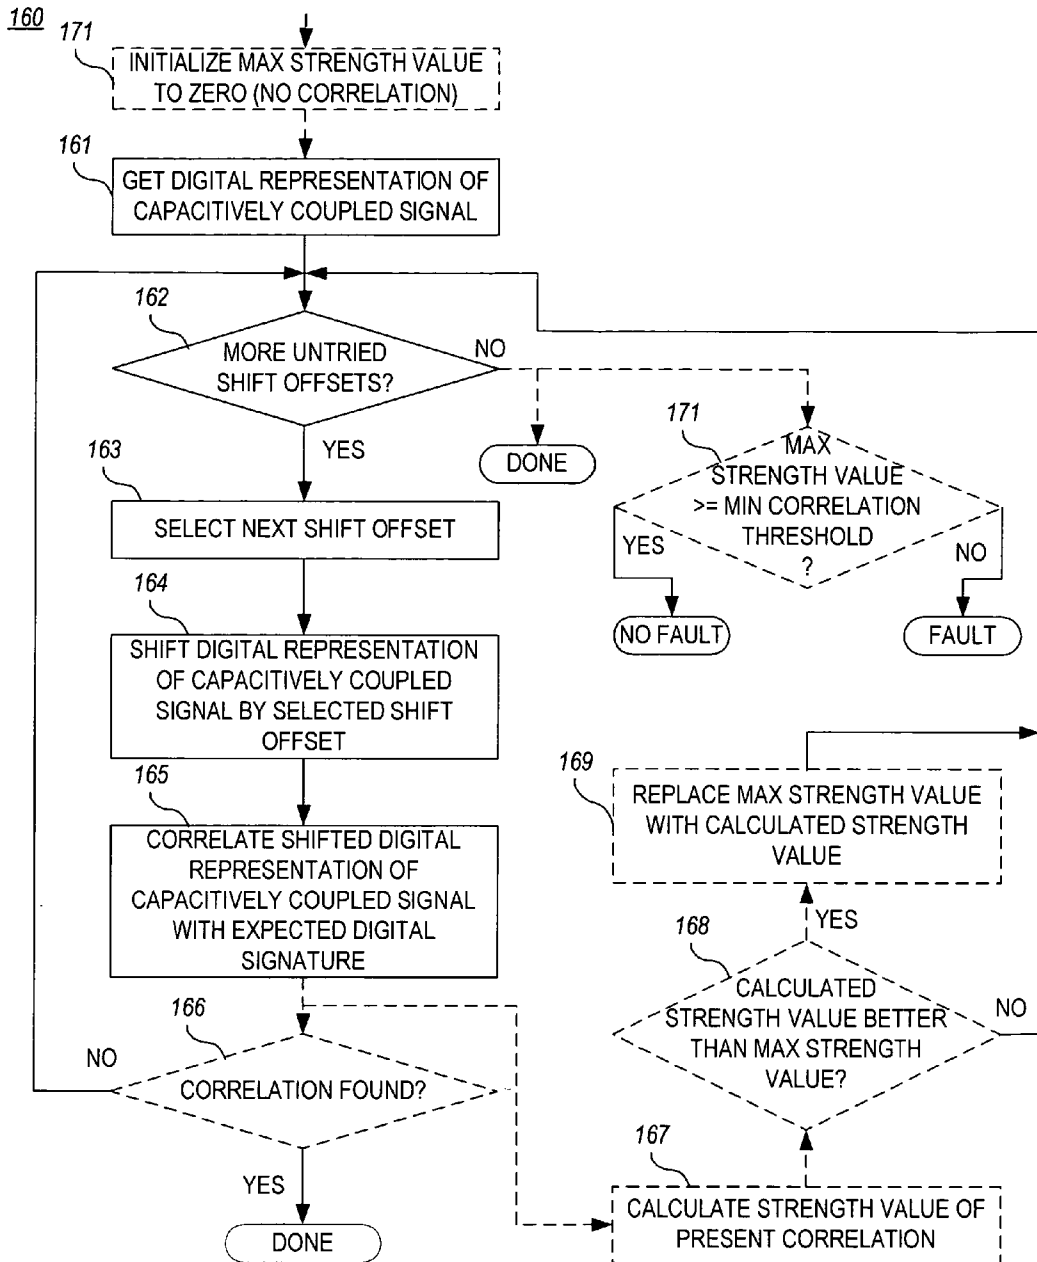 160
171
INITIALIZE MAX STRENGTH VALUE
TO ZERO (NO CORRELATION)
161
GET DIGITAL REPRESENTATION OF
CAPACITIVELY COUPLED SIGNAL
162
MORE UNTRIED
SHIFT OFFSETS?
NO
YES
DONE
171
MAX
STRENGTH VALUE
>= MIN CORRELATION
THRESHOLD
?
YES
NO
NO FAULT
FAULT
163
SELECT NEXT SHIFT OFFSET
164
SHIFT DIGITAL REPRESENTATION
OF CAPACITIVELY COUPLED
SIGNAL BY SELECTED SHIFT
OFFSET
165
CORRELATE SHIFTED DIGITAL
REPRESENTATION OF
CAPACITIVELY COUPLED SIGNAL
WITH EXPECTED DIGITAL
SIGNATURE
166
NO
CORRELATION FOUND?
YES
DONE
169
REPLACE MAX STRENGTH VALUE
WITH CALCULATED STRENGTH
VALUE
YES
168
CALCULATED
STRENGTH VALUE BETTER
THAN MAX STRENGTH
VALUE?
NO
167
CALCULATE STRENGTH VALUE OF
PRESENT CORRELATION